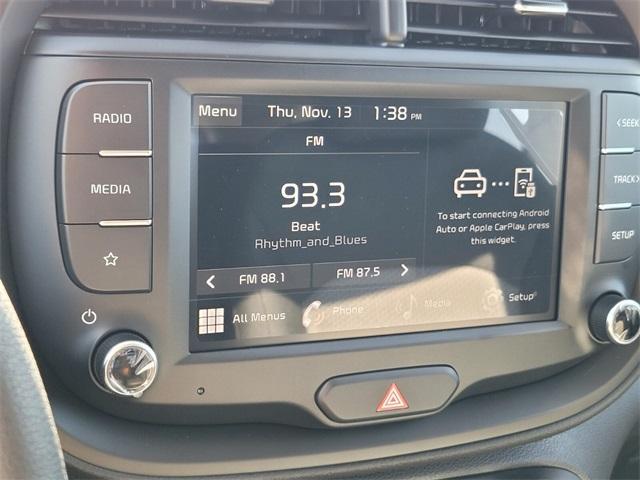 RADIO
MEDIA
Menu
Thu, Nov. 13
1:38 PM
FM
93.3
Beat
Rhythm_and_Blues
FM 88.1
FM 87.5
To start connecting Android
Auto or Apple CarPlay, press
this widget.
All Menus
Phone
Media
Setup
< SEEK
TRACK >
SETUP